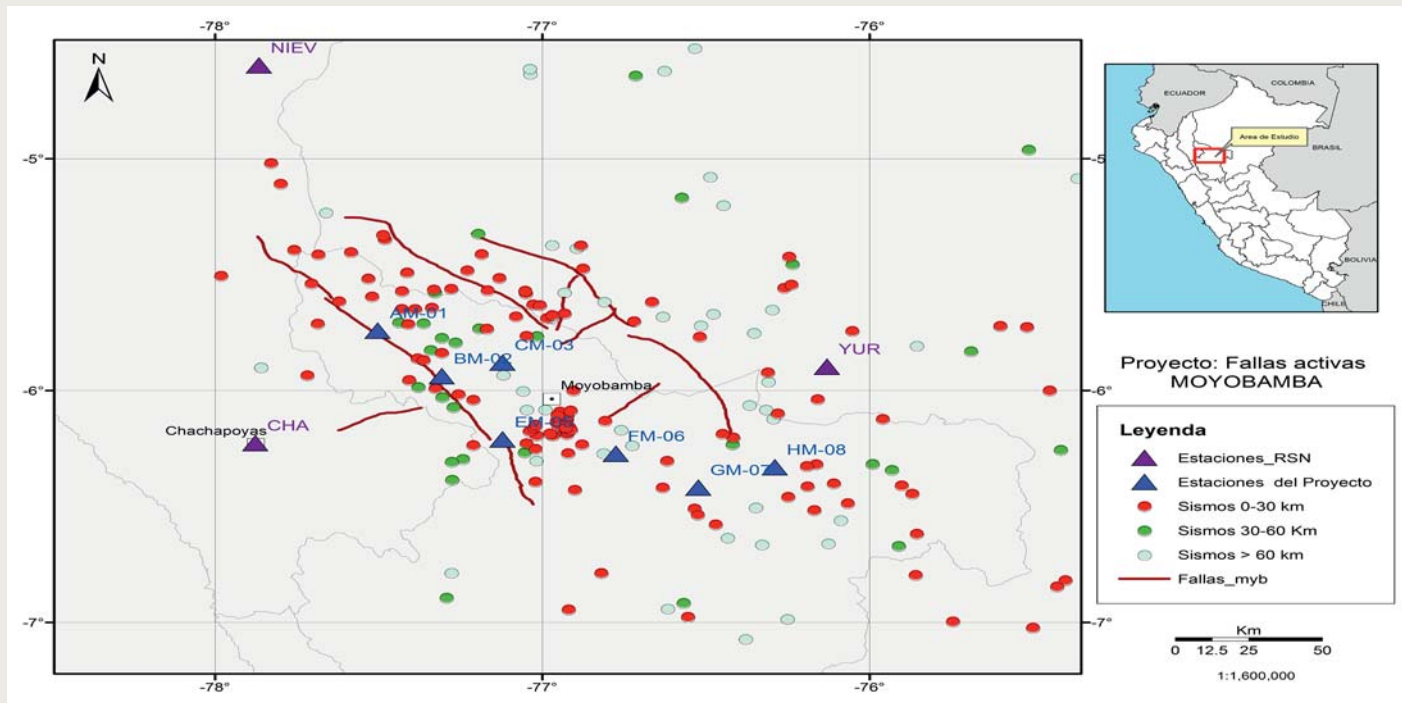 -78°
-77°
-76°
N
NIEV
-5°
-5°
AM-01
BM-02
CM-03
YUR
-6°
-6°
Moyobamba
Chachapoyas
CHA
FM-06
GM-07
HM-08
-7°
-7°
-78°
-77°
-76°
COLOMBIA
ECUADOR
Area de Estudio
BRASIL
BOLIVIA
CHILE
Proyecto: Fallas activas
MOYOBAMBA
Leyenda
Estaciones_RSN
Estaciones del Proyecto
Sismos 0-30 km
Sismos 30-60 Km
Sismos > 60 km
Fallas_myb
Km
0 12.5 25 50
1:1,600,000